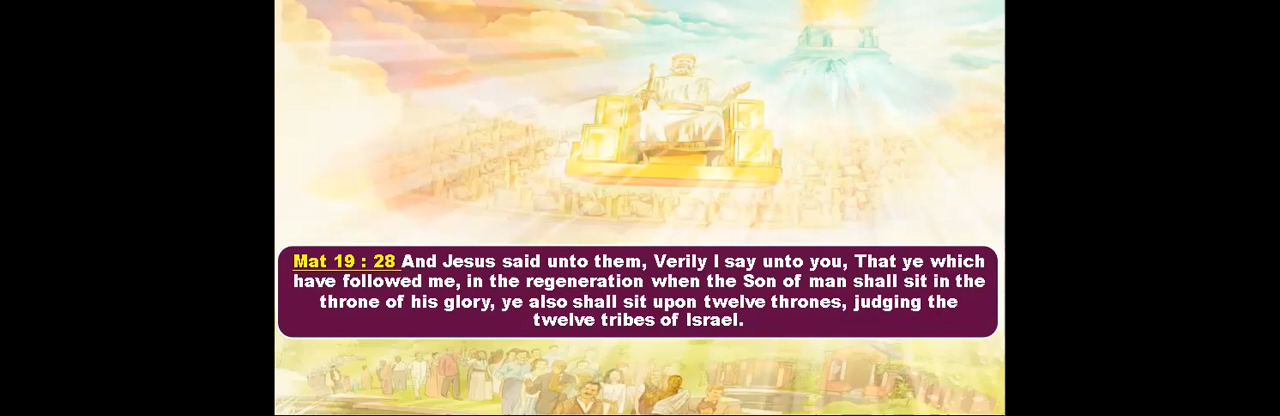 Mat 19 : 28 And Jesus said unto them, Verily I say unto you, That ye which
have followed me, in the regeneration when the Son of man shall sit in the
throne of his glory, ye also shall sit upon twelve thrones, judging the
twelve tribes of Israel.